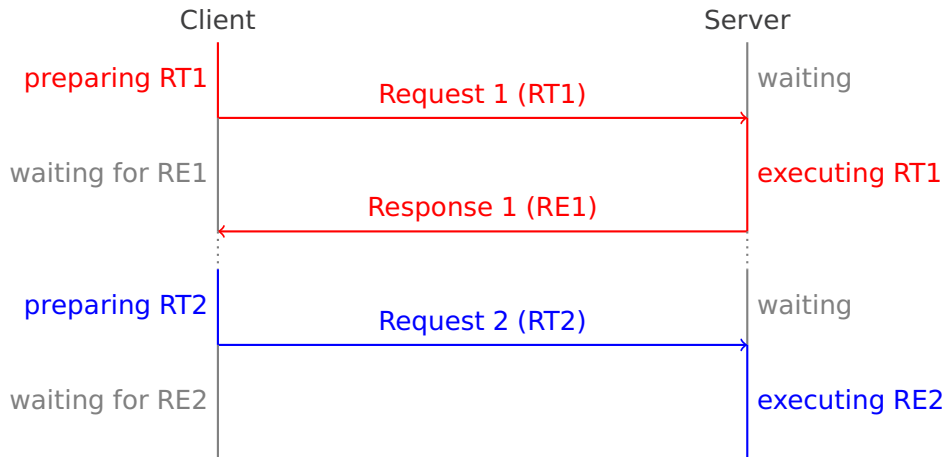 Client
Server
preparing RT1
Request 1 (RT1)
waiting
waiting for RE1
Response 1 (RE1)
executing RT1
preparing RT2
Request 2 (RT2)
waiting
waiting for RE2
executing RE2